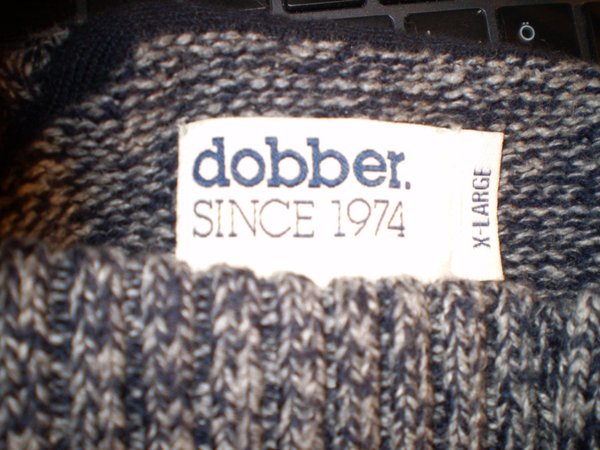 dobber.
SINCE 1974
X-LARGE
Ö